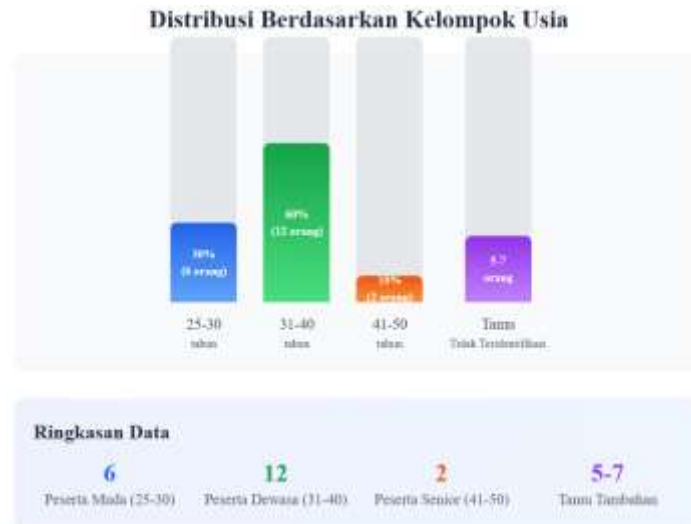 Distribusi Berdasarkan Kelompok Usia
30%
(6 orang)
60%
(12 orang)
(2 orang)
5-7
orang
25-30
tahun
31-40
tahun
41-50
tahun
Tamu
Tidak Teridentifikasi
Ringkasan Data
6
Peserta Muda (25-30)
12
Peserta Dewasa (31-40)
2
Peserta Senior (41-50)
5-7
Tamu Tambahan